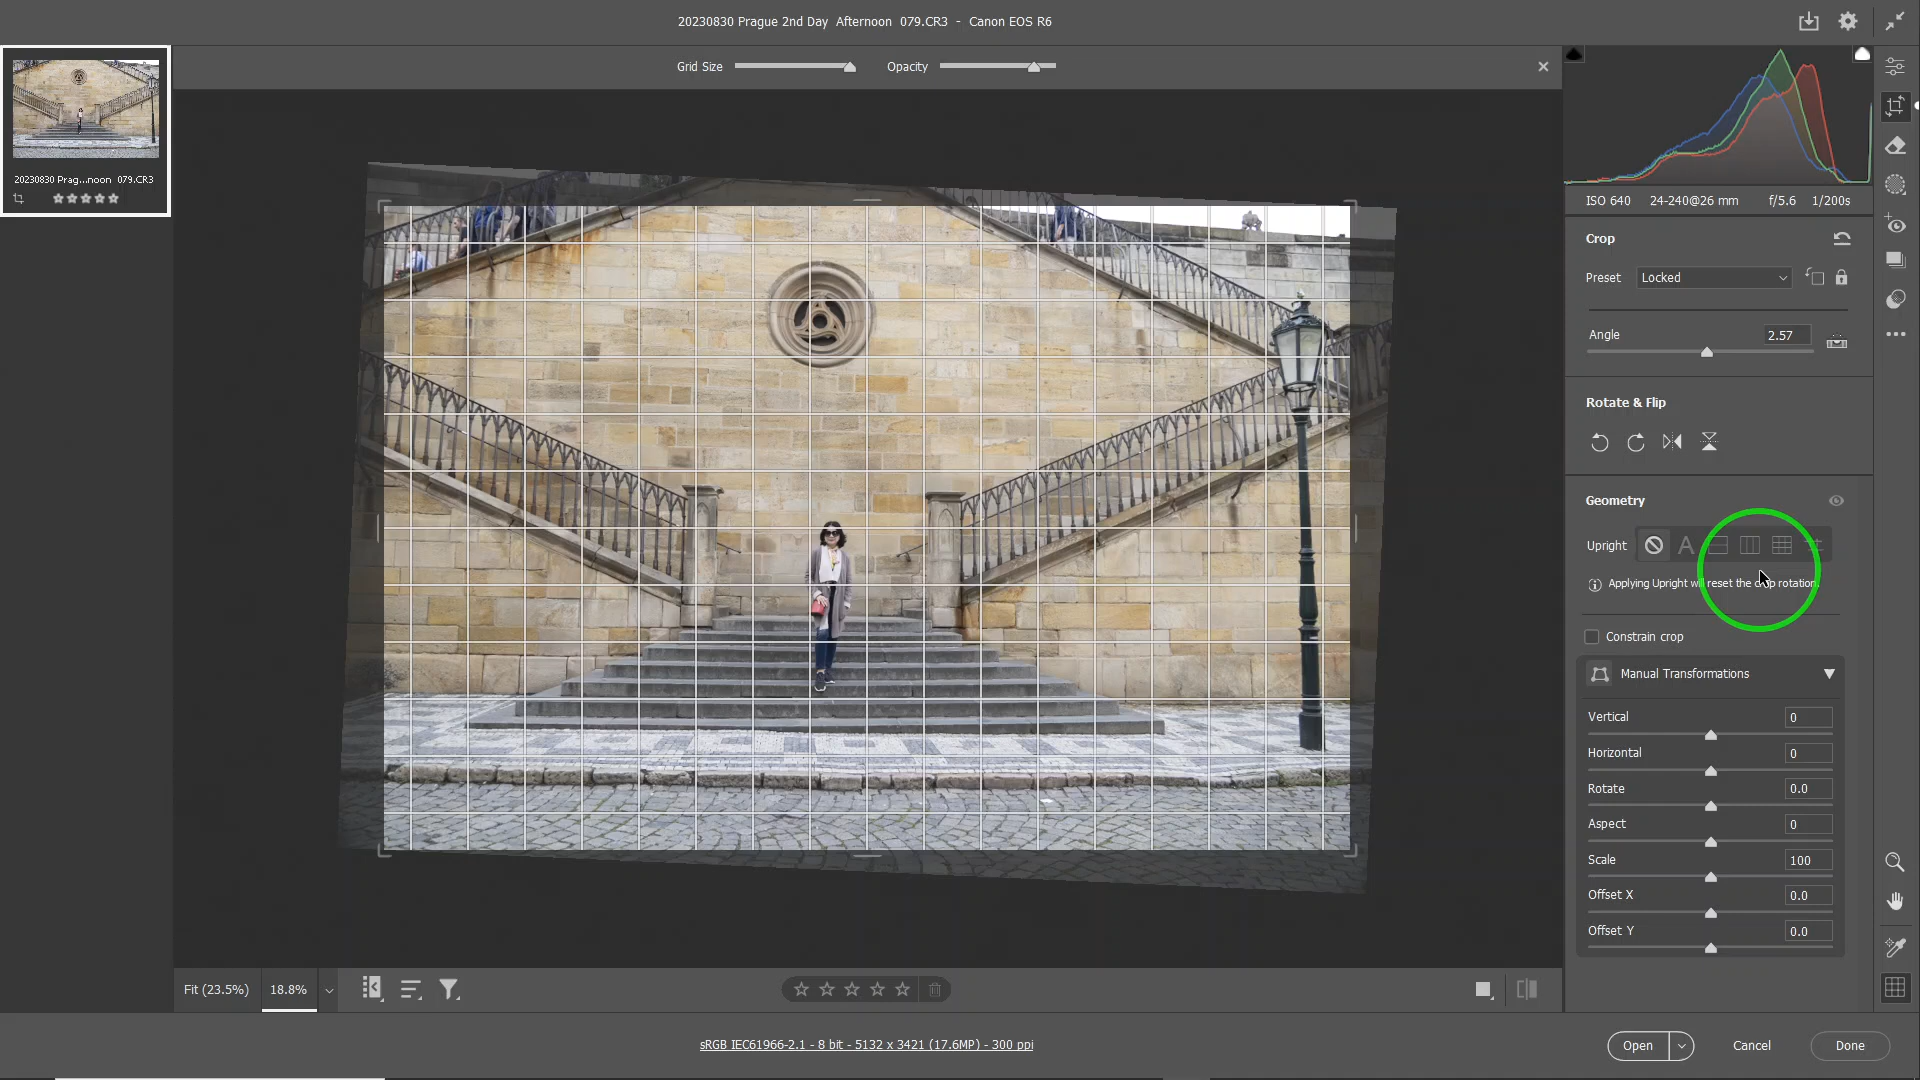 20230830 Prague 2nd Day Afternoon 079.CR3 - Canon EOS R6
Grid Size
Opacity
20230830 Prag...noon 079.CR3
ISO 640 24-240@26 mm f/5.6 1/200s
Crop
Preset Locked
Angle 2.57
Rotate & Flip
Geometry
Upright A
Applying Upright will reset the crop rotation.
Constrain crop
Manual Transformations
Vertical 0
Horizontal 0
Rotate 0.0
Aspect 0
Scale 100
Offset X 0.0
Offset Y 0.0
Fit (23.5%) 18.8%
sRGB IEC61966-2.1 - 8 bit - 5132 x 3421 (17.6MP) - 300 ppi
Open Cancel Done